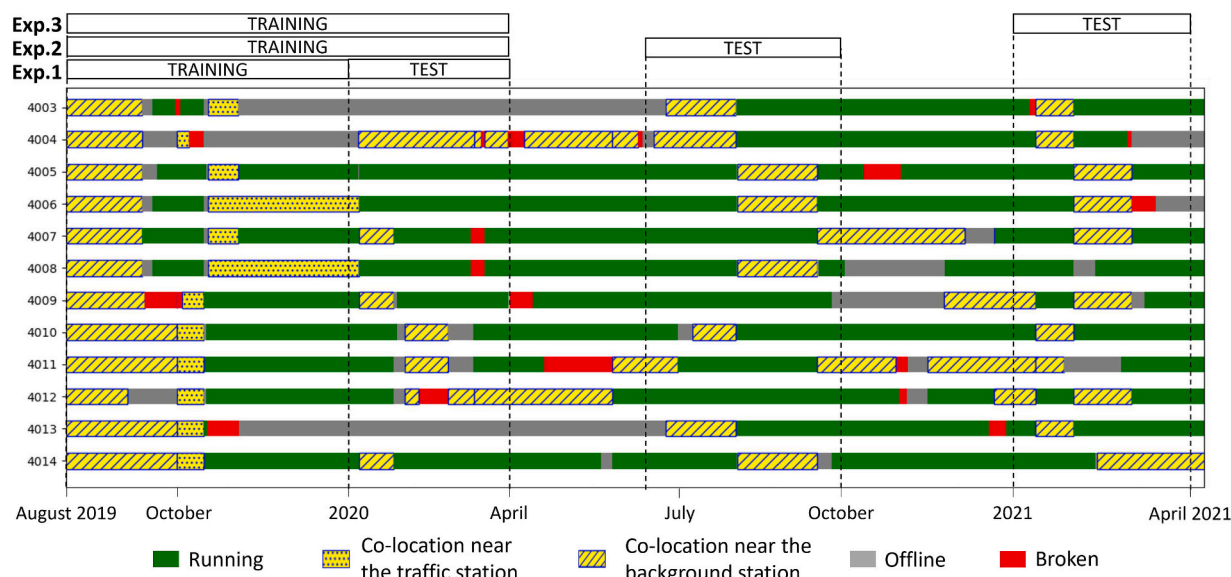 Exp.3 TRAINING TEST
Exp.2 TRAINING TEST
Exp.1 TRAINING TEST
4003
4004
4005
4006
4007
4008
4009
4010
4011
4012
4013
4014
August 2019 October 2020 April July October 2021 April 2021
Running Co-location near the traffic station Co-location near the background station Offline Broken